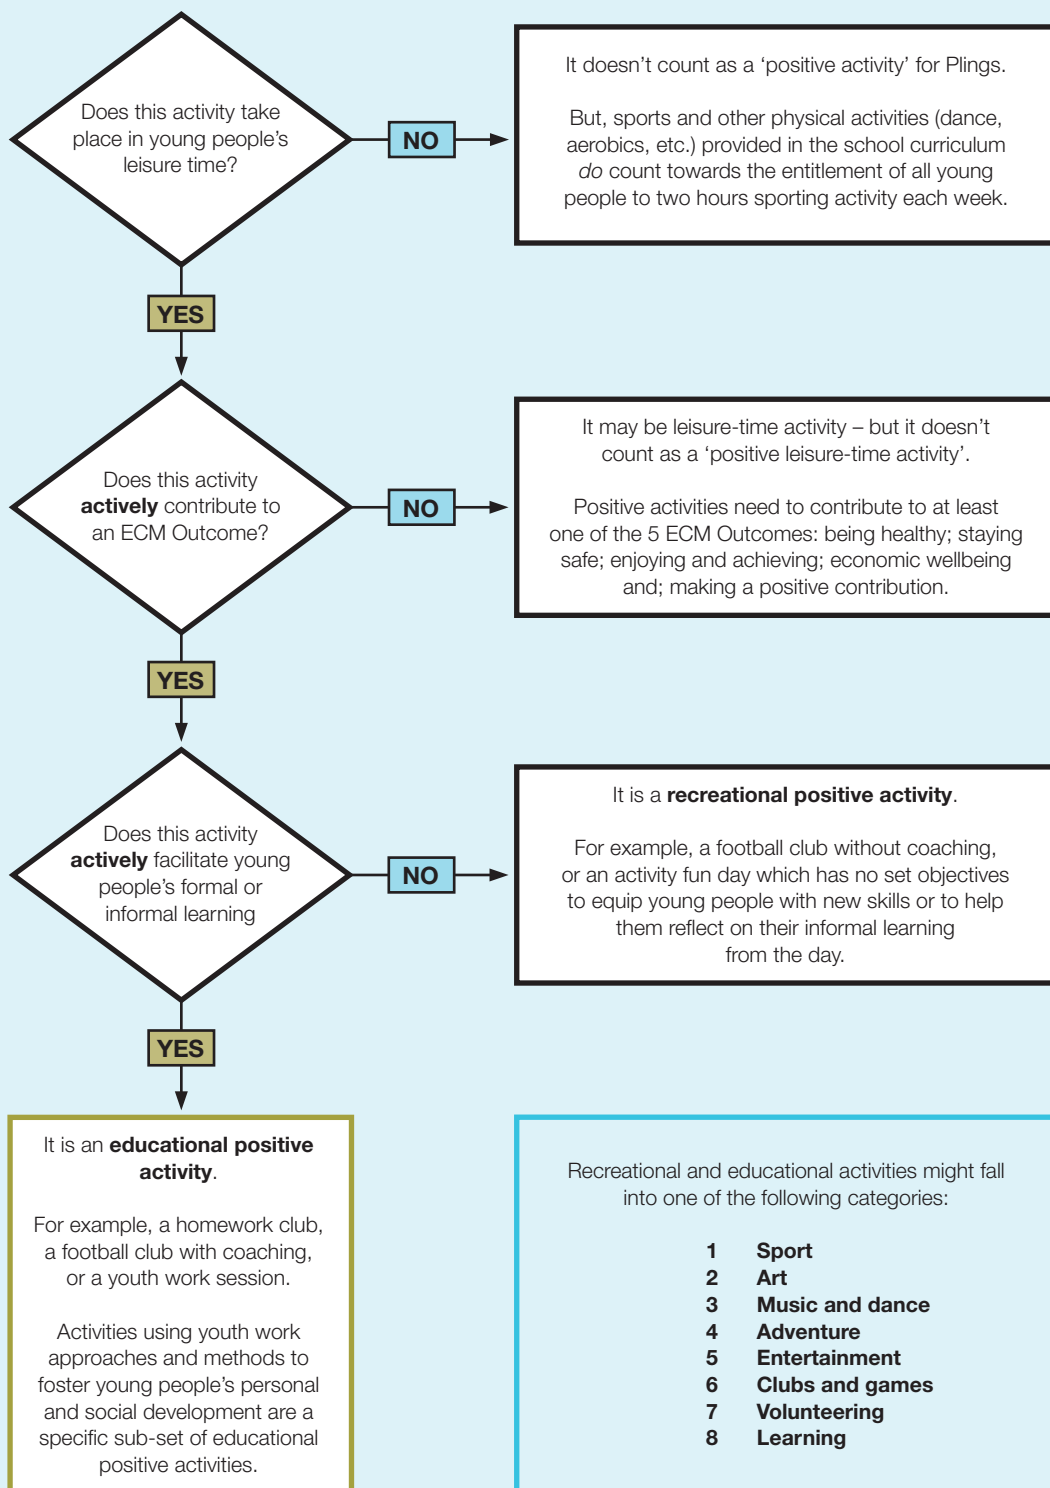 Does this activity take
place in young people's
leisure time?
NO
It doesn't count as a 'positive activity' for Plings.
But, sports and other physical activities (dance,
aerobics, etc.) provided in the school curriculum
do count towards the entitlement of all young
people to two hours sporting activity each week.
YES
Does this activity
actively contribute to
an ECM Outcome?
NO
It may be leisure-time activity – but it doesn't
count as a 'positive leisure-time activity'.
Positive activities need to contribute to at least
one of the 5 ECM Outcomes: being healthy; staying
safe; enjoying and achieving; economic wellbeing
and; making a positive contribution.
YES
Does this activity
actively facilitate young
people's formal or
informal learning
NO
It is a recreational positive activity.
For example, a football club without coaching,
or an activity fun day which has no set objectives
to equip young people with new skills or to help
them reflect on their informal learning
from the day.
YES
It is an educational positive
activity.
For example, a homework club,
a football club with coaching,
or a youth work session.
Activities using youth work
approaches and methods to
foster young people's personal
and social development are a
specific sub-set of educational
positive activities.
Recreational and educational activities might fall
into one of the following categories:
1 Sport
2 Art
3 Music and dance
4 Adventure
5 Entertainment
6 Clubs and games
7 Volunteering
8 Learning